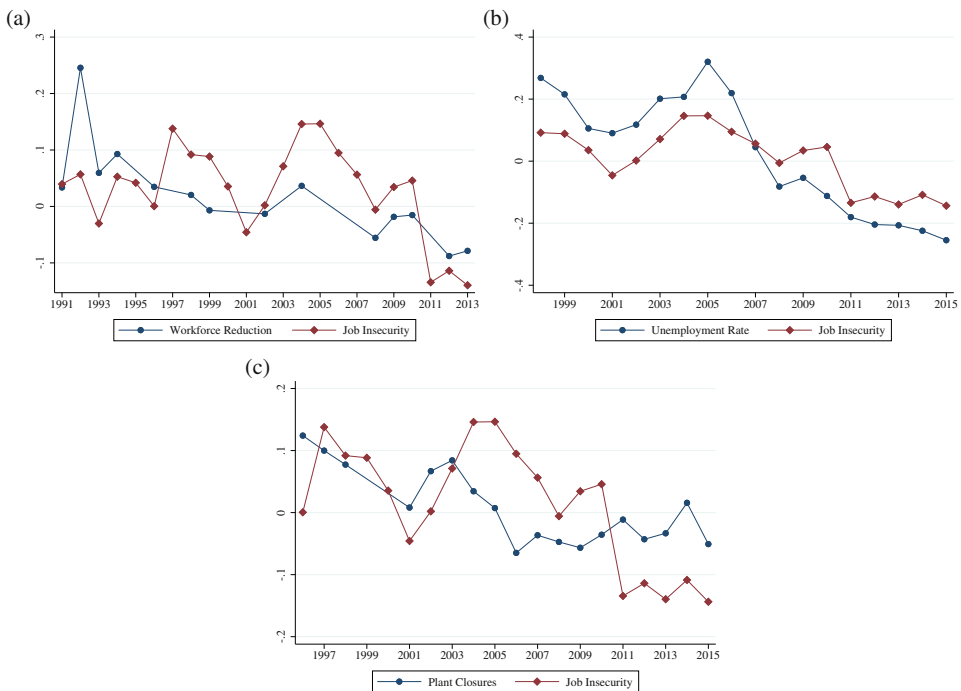 (a)
.3
.2
.1
0
-.1
1991 1993 1995 1997 1999 2001 2003 2005 2007 2009 2011 2013
Workforce Reduction Job Insecurity
(b)
.4
.2
0
-.2
-.4
1999 2001 2003 2005 2007 2009 2011 2013 2015
Unemployment Rate Job Insecurity
(c)
.2
.1
0
-.1
-.2
1997 1999 2001 2003 2005 2007 2009 2011 2013 2015
Plant Closures Job Insecurity